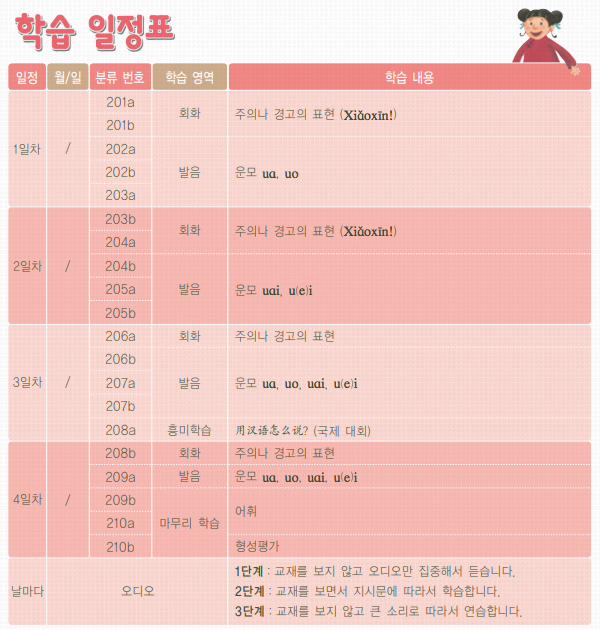 학습 일정표
일정 월/일 분류 번호 학습 영역 학습 내용
1일차 /
201a 회화 주의나 경고의 표현 (Xiǎoxīn!)
201b
202a 발음 운모 ua, uo
202b
203a
2일차 /
203b 회화 주의나 경고의 표현 (Xiǎoxīn!)
204a
204b 발음 운모 uai, u(e)i
205a
205b
3일차 /
206a 회화 주의나 경고의 표현
206b 발음 운모 ua, uo, uai, u(e)i
207a
207b
208a 흥미학습 用汉语怎么说? (국제 대회)
4일차 /
208b 회화 주의나 경고의 표현
209a 발음 운모 ua, uo, uai, u(e)i
209b 마무리 학습 어휘
210a
210b 형성평가
날마다 오디오
1단계 : 교재를 보지 않고 오디오만 집중해서 듣습니다.
2단계 : 교재를 보면서 지시문에 따라서 학습합니다.
3단계 : 교재를 보지 않고 큰 소리로 따라서 연습합니다.